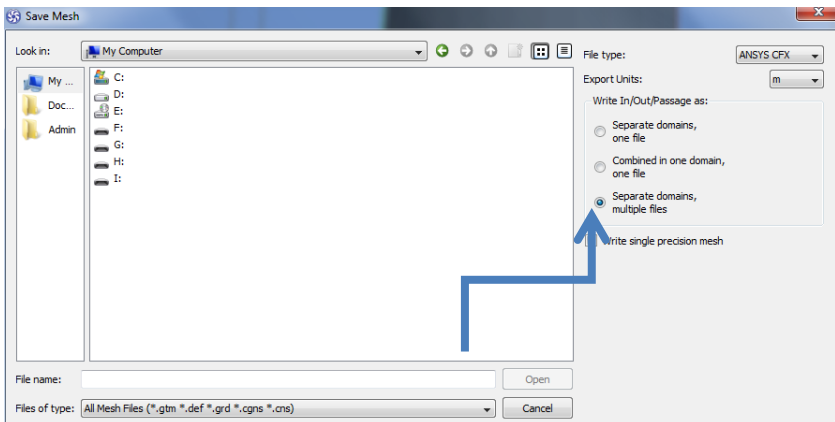 Save Mesh
Look in:
My Computer
File type:
ANSYS CFX
My ...
Doc...
Admin
C:
D:
E:
F:
G:
H:
I:
Export Units:
m
Write In/Out/Passage as:
Separate domains,
one file
Combined in one domain,
one file
Separate domains,
multiple files
Write single precision mesh
File name:
Open
Files of type:
All Mesh Files (*.gtm *.def *.grd *.cgns *.cns)
Cancel